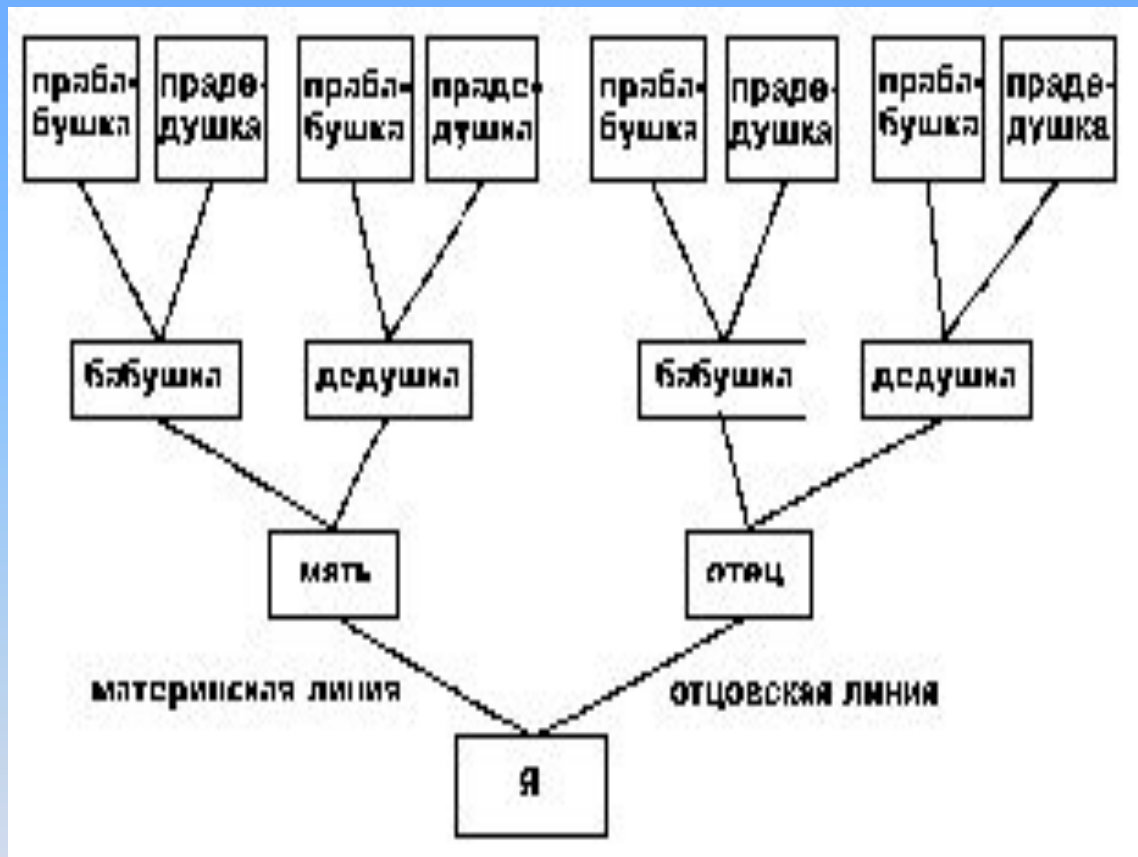 праба-
бушка
праде-
душка
праба-
бушка
праде-
душка
праба-
бушка
праде-
душка
праба-
бушка
праде-
душка
бабушка
дедушка
бабушка
дедушка
мать
отец
материнская линия
отцовская линия
Я